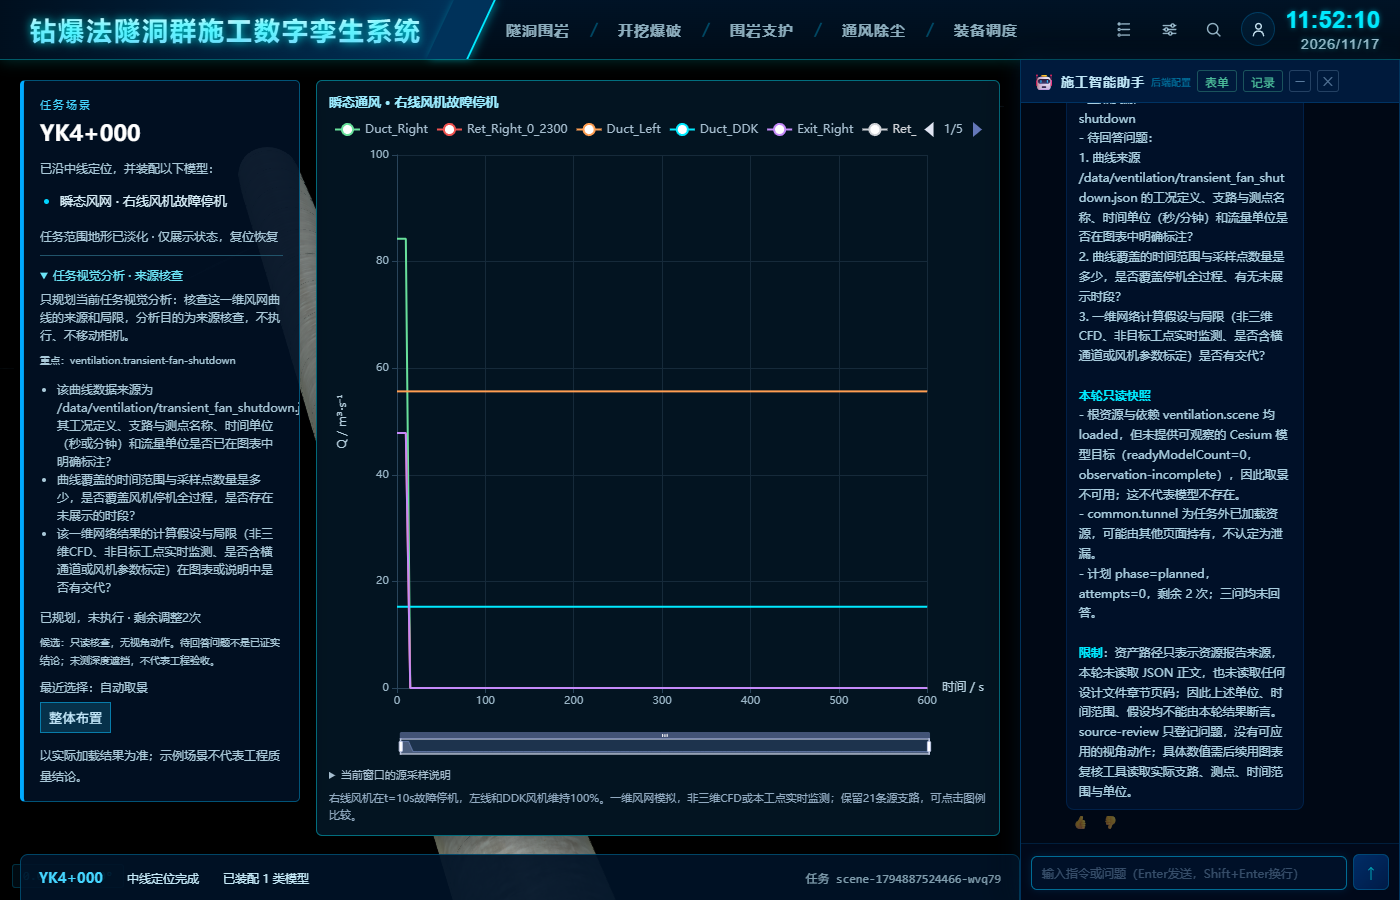 钻爆法隧洞群施工数字孪生系统
隧洞围岩 / 开挖爆破 / 围岩支护 / 通风除尘 / 装备调度
11:52:10
2026/11/17
任务场景
YK4+000
已沿中线定位，并装配以下模型：
瞬态风网 · 右线风机故障停机
任务范围地形已淡化 · 仅展示状态，复位恢复
▼ 任务视觉分析 · 来源核查
只规划当前任务视觉分析：核查这一维风网曲
线的来源和局限，分析目的为来源核查，不执
行、不移动相机。
重点：ventilation.transient-fan-shutdown
• 该曲线数据来源为
/data/ventilation/transient_fan_shutdown.j
其工况定义、支路与测点名称、时间单位
（秒或分钟）和流量单位是否已在图表中
明确标注？
• 曲线覆盖的时间范围与采样点数量是多
少，是否覆盖风机停机全过程，是否存在
未展示的时段？
• 该一维网络结果的计算假设与局限（非三
维CFD、非目标工点实时监测、是否含横
通道或风机参数标定）在图表或说明中是
否有交代？
已规划，未执行 · 剩余调整2次
候选：只读核查，无视角动作。待回答问题不是已证实
结论；未测深度遮挡，不代表工程验收。
最近选择：自动取景
整体布置
以实际加载结果为准；示例场景不代表工程质
量结论。
瞬态通风 • 右线风机故障停机
Duct_Right Ret_Right_0_2300 Duct_Left Duct_DDK Exit_Right Ret_ 1/5
100
80
60
40
20
0
Q / m³·s⁻¹
0 100 200 300 400 500 600
时间 / s
▶ 当前窗口的源采样说明
右线风机在t=10s故障停机，左线和DDK风机维持100%。一维风网模拟，非三维CFD或本工点实时监测；保留21条源支路，可点击图例
比较。
施工智能助手 后端配置 表单 记录
shutdown
- 待回答问题：
1. 曲线来源
/data/ventilation/transient_fan_shut
down.json 的工况定义、支路与测点名
称、时间单位（秒/分钟）和流量单位是
否在图表中明确标注？
2. 曲线覆盖的时间范围与采样点数量是
多少，是否覆盖停机全过程、有无未展
示时段？
3. 一维网络计算假设与局限（非三维
CFD、非目标工点实时监测、是否含横
通道或风机参数标定）是否有交代？
本轮只读快照
- 根资源与依赖 ventilation.scene 均
loaded，但未提供可观察的 Cesium 模
型目标（readyModelCount=0，
observation-incomplete），因此取景
不可用；这不代表模型不存在。
- common.tunnel 为任务外已加载资
源，可能由其他页面持有，不认定为泄
漏。
- 计划 phase=planned，
attempts=0，剩余 2 次；三问均未回
答。
限制：资产路径只表示资源报告来源，
本轮未读取 JSON 正文，也未读取任何
设计文件章节页码；因此上述单位、时
间范围、假设均不能由本轮结果断言。
source-review 只登记问题，没有可应
用的视角动作；具体数值需后续用图表
复核工具读取实际支路、测点、时间范
围与单位。
输入指令或问题（Enter发送，Shift+Enter换行）
YK4+000 中线定位完成 已装配 1 类模型 任务 scene-1794887524466-wvq79